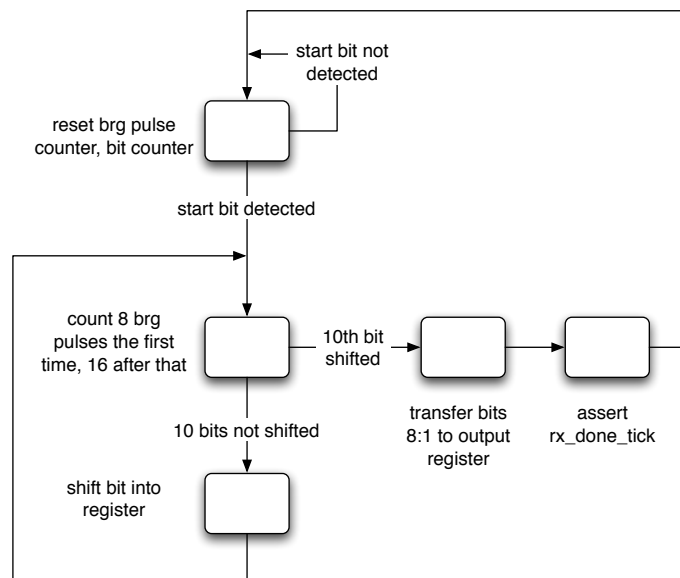 start bit not
detected
reset brg pulse
counter, bit counter
start bit detected
count 8 brg
pulses the first
time, 16 after that
10th bit
shifted
transfer bits
8:1 to output
register
assert
rx_done_tick
10 bits not shifted
shift bit into
register